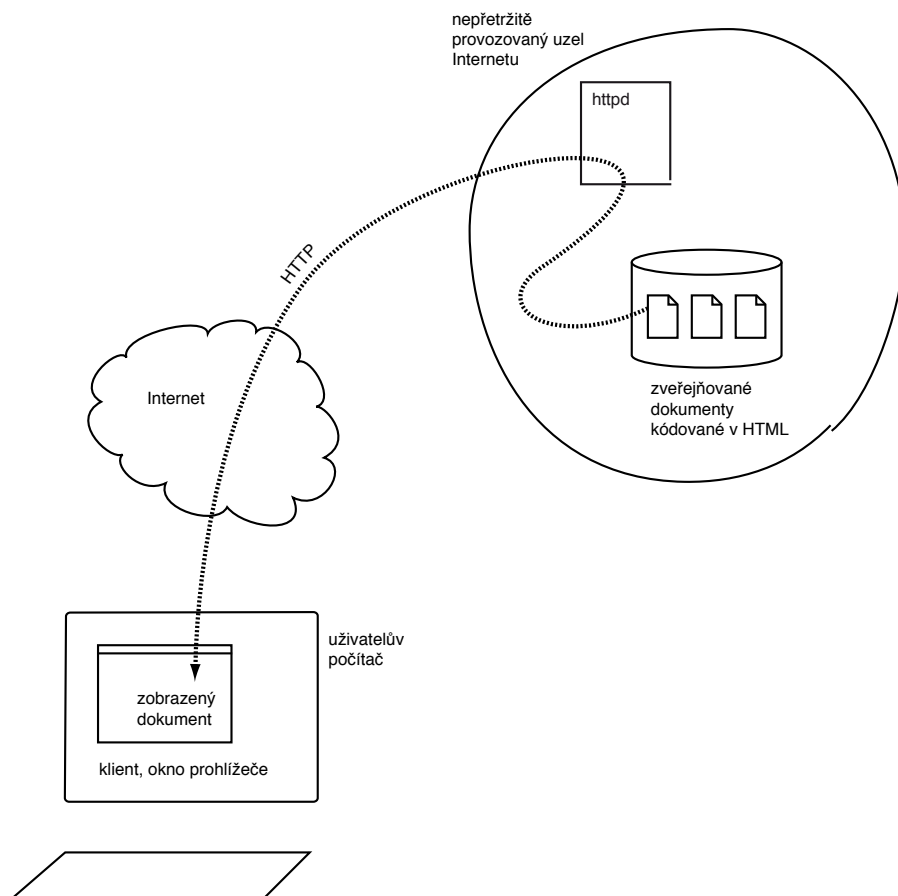 nepřetržitě
provozovaný uzel
Internetu
httpd
HTTP
zveřejňované
dokumenty
kódované v HTML
Internet
uživatelův
počítač
zobrazený
dokument
klient, okno prohlížeče